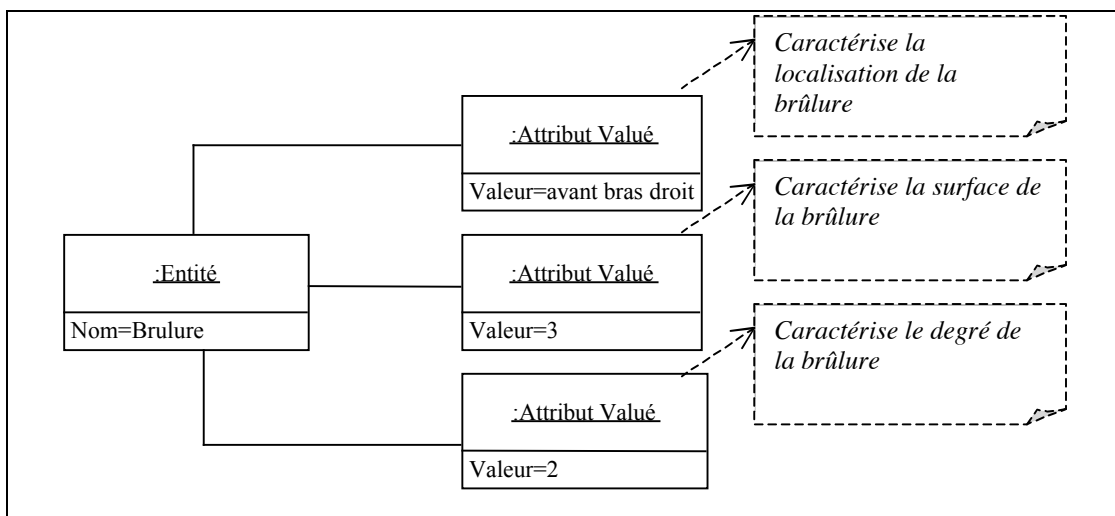 Caractérise la
localisation de la
brûlure
:Attribut Valué
Valeur=avant bras droit
Caractérise la surface de
la brûlure
:Entité
Nom=Brulure
:Attribut Valué
Valeur=3
Caractérise le degré de
la brûlure
:Attribut Valué
Valeur=2